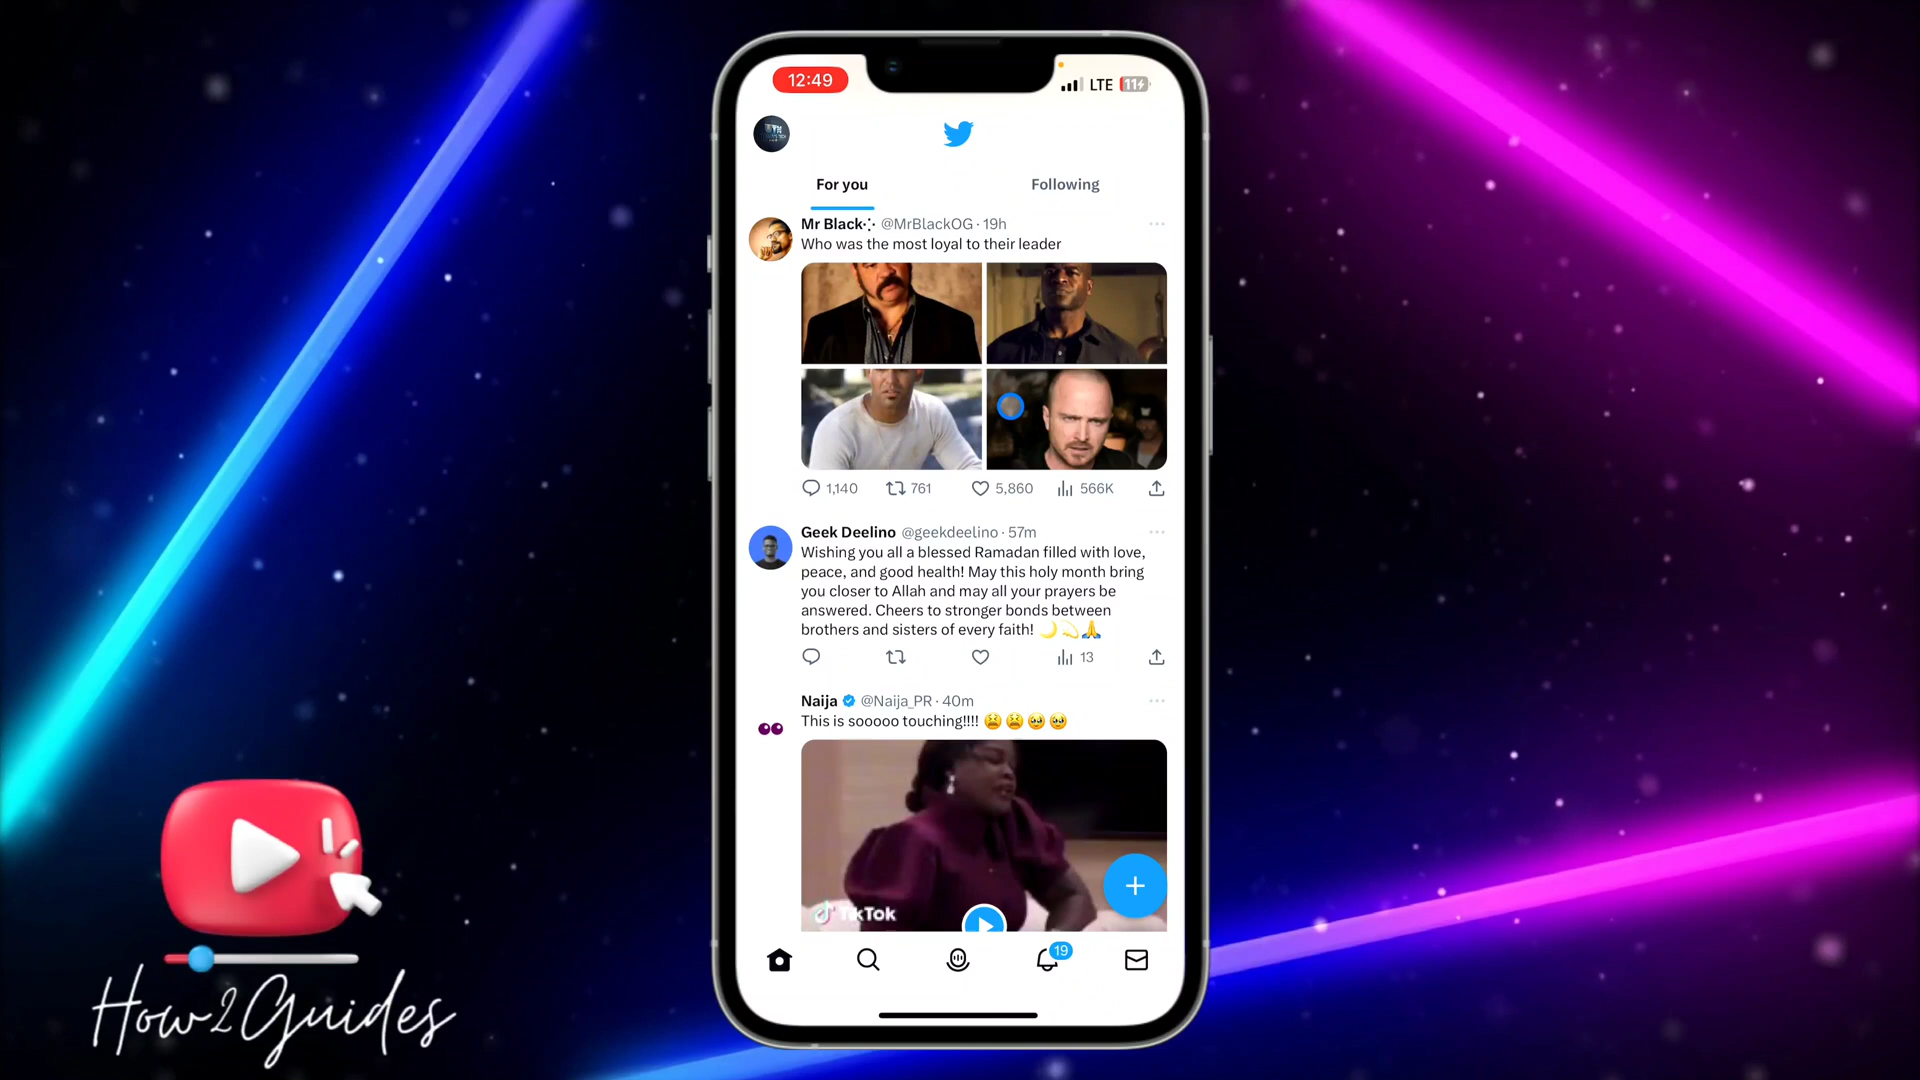 12:49
LTE 11
For you
Following
Mr Black @MrBlackOG · 19h
Who was the most loyal to their leader
1,140 761 5,860 566K
Geek Deelino @geekdeelino · 57m
Wishing you all a blessed Ramadan filled with love,
peace, and good health! May this holy month bring
you closer to Allah and may all your prayers be
answered. Cheers to stronger bonds between
brothers and sisters of every faith! 🌙💫🙏
13
Naija @Naija_PR · 40m
This is sooooo touching!!!! 😫😫🥹🥹
TikTok
19
How2Guides